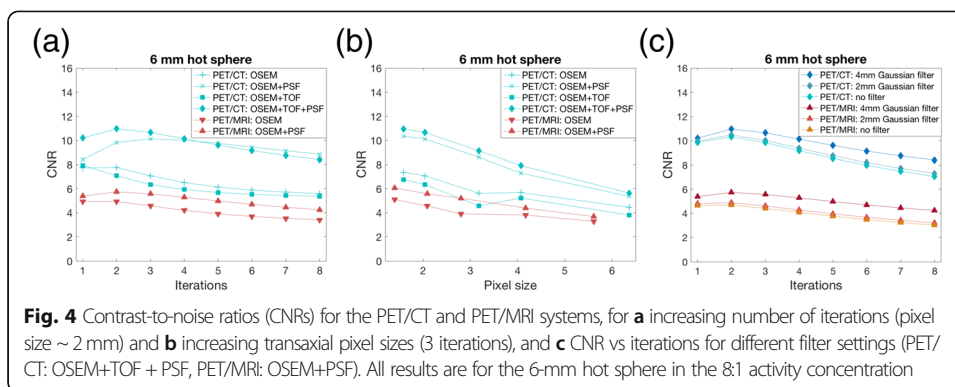 (a)
6 mm hot sphere
PET/CT: OSEM
PET/CT: OSEM+PSF
PET/CT: OSEM+TOF
PET/CT: OSEM+TOF+PSF
PET/MRI: OSEM
PET/MRI: OSEM+PSF
16
14
12
10
8
6
4
2
0
CNR
1 2 3 4 5 6 7 8
Iterations
(b)
6 mm hot sphere
PET/CT: OSEM
PET/CT: OSEM+PSF
PET/CT: OSEM+TOF
PET/CT: OSEM+TOF+PSF
PET/MRI: OSEM
PET/MRI: OSEM+PSF
16
14
12
10
8
6
4
2
0
CNR
2 3 4 5 6
Pixel size
(c)
6 mm hot sphere
PET/CT: 4mm Gaussian filter
PET/CT: 2mm Gaussian filter
PET/CT: no filter
PET/MRI: 4mm Gaussian filter
PET/MRI: 2mm Gaussian filter
PET/MRI: no filter
16
14
12
10
8
6
4
2
0
CNR
1 2 3 4 5 6 7 8
Iterations
Fig. 4 Contrast-to-noise ratios (CNRs) for the PET/CT and PET/MRI systems, for a increasing number of iterations (pixel
size ~ 2 mm) and b increasing transaxial pixel sizes (3 iterations), and c CNR vs iterations for different filter settings (PET/
CT: OSEM+TOF + PSF, PET/MRI: OSEM+PSF). All results are for the 6-mm hot sphere in the 8:1 activity concentration